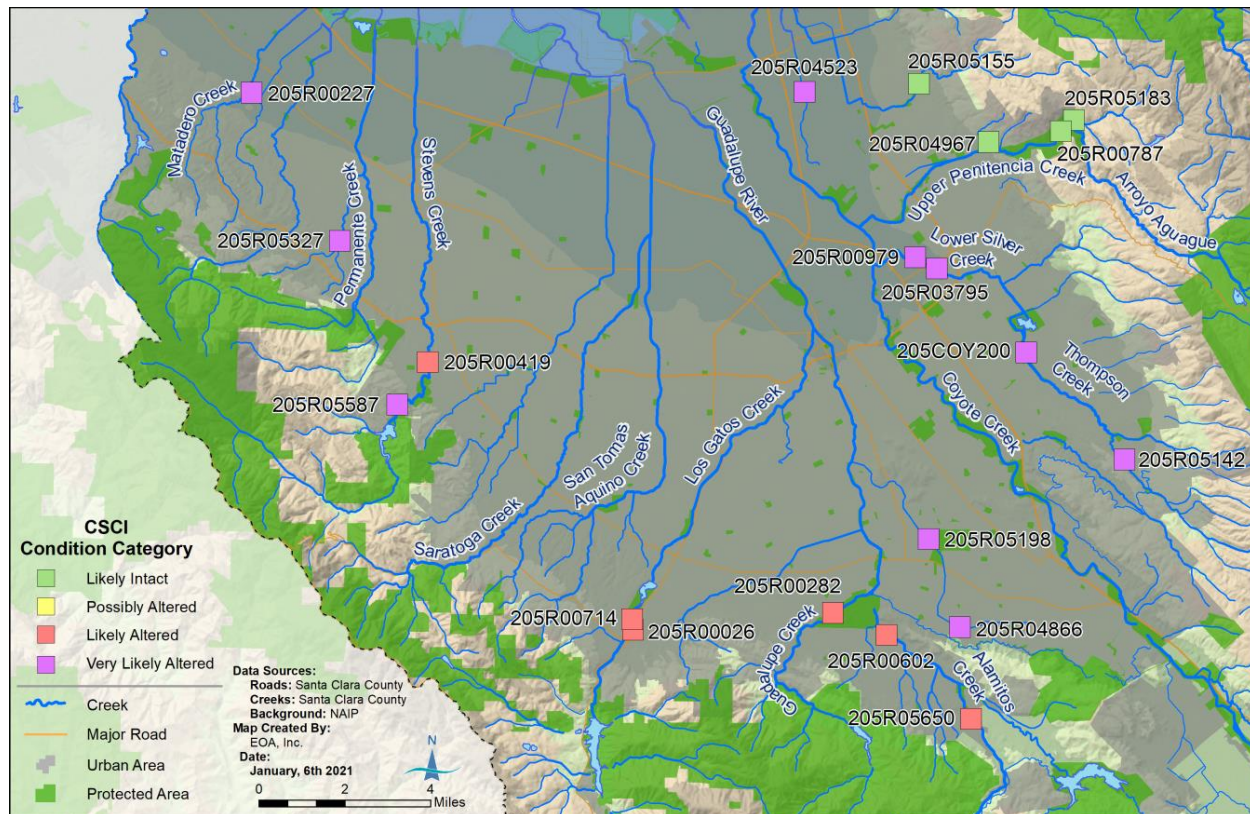 205R05155
205R04523
205R05183
Matadero Creek
205R00227
205R04967
205R00787
Upper Penitencia Creek
Arroyo Aguague
Stevens Creek
Guadalupe River
205R05327
Permanente Creek
Lower Silver
Creek
205R00979
205R03795
205R00419
205COY200
Thompson
Creek
205R05587
Coyote Creek
Los Gatos Creek
San Tomas
Aquino Creek
205R05142
Saratoga Creek
205R05198
205R00282
205R00714
205R00026
205R04866
205R00602
Guadalupe Creek
Alamitos
Creek
205R05650
CSCI
Condition Category
Likely Intact
Possibly Altered
Likely Altered
Very Likely Altered
Creek
Major Road
Urban Area
Protected Area
Data Sources:
Roads: Santa Clara County
Creeks: Santa Clara County
Background: NAIP
Map Created By:
EOA, Inc.
Date:
January, 6th 2021
N
0 2 4
Miles